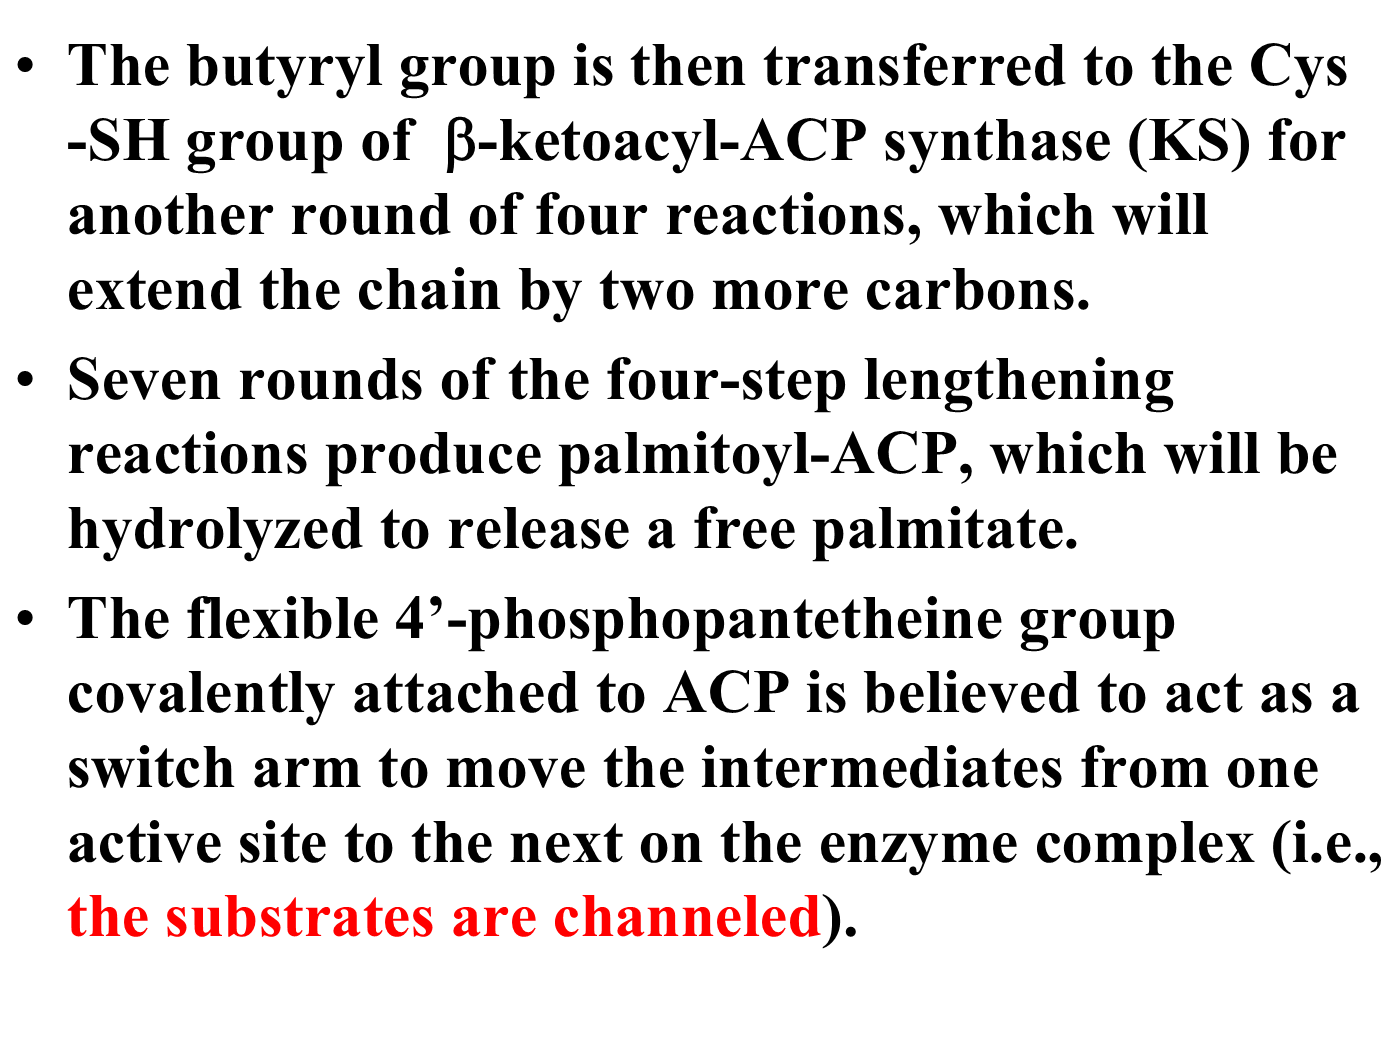 • The butyryl group is then transferred to the Cys
-SH group of β-ketoacyl-ACP synthase (KS) for
another round of four reactions, which will
extend the chain by two more carbons.
• Seven rounds of the four-step lengthening
reactions produce palmitoyl-ACP, which will be
hydrolyzed to release a free palmitate.
• The flexible 4’-phosphopantetheine group
covalently attached to ACP is believed to act as a
switch arm to move the intermediates from one
active site to the next on the enzyme complex (i.e.,
the substrates are channeled).